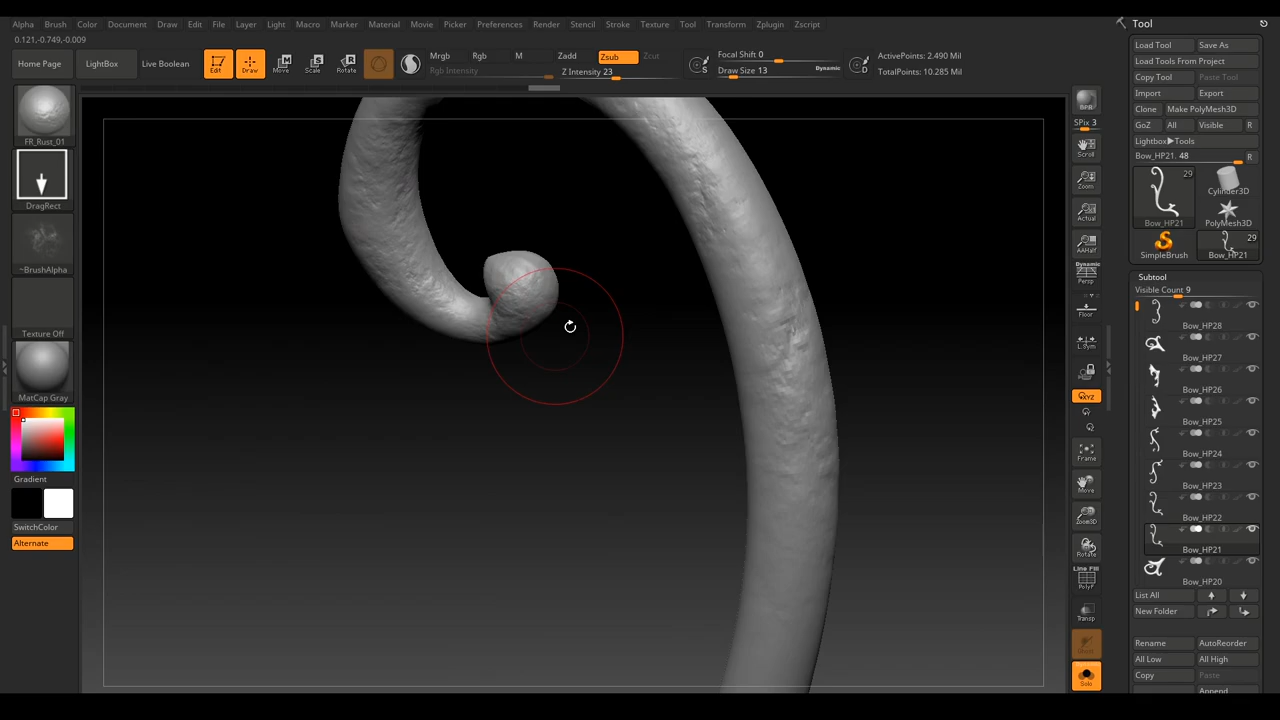 Alpha Brush Color Document Draw Edit File Layer Light Macro Marker Material Movie Picker Preferences Render Stencil Stroke Texture Tool Transform Zplugin Zscript
0.121,-0.749,-0.009
Home Page LightBox Live Boolean Edit Draw Move Scale Rotate
Mrgb Rgb M Zadd Zsub Zcut
Rgb Intensity Z Intensity 23
Focal Shift 0
Draw Size 13 Dynamic
S
D
ActivePoints: 2.490 Mil
TotalPoints: 10.285 Mil
FR_Rust_01
DragRect
~BrushAlpha
Texture Off
MatCap Gray
Gradient
SwitchColor
Alternate
BPR
SPix 3
Scroll
Zoom
Actual
AAHalf
Dynamic
Persp
Floor
L.Sym
XYZ
Frame
Move
Zoom3D
Rotate
Line Fill
PolyF
Transp
Solo
Tool
Load Tool Save As
Load Tools From Project
Copy Tool Paste Tool
Import Export
Clone Make PolyMesh3D
GoZ All Visible R
Lightbox▶Tools
Bow_HP21. 48 R
29
Cylinder3D
Bow_HP21 PolyMesh3D
29
SimpleBrush Bow_HP21
Subtool
Visible Count 9
Bow_HP28
Bow_HP27
Bow_HP26
Bow_HP25
Bow_HP24
Bow_HP23
Bow_HP22
Bow_HP21
Bow_HP20
List All
New Folder
Rename AutoReorder
All Low All High
Copy Paste
Append